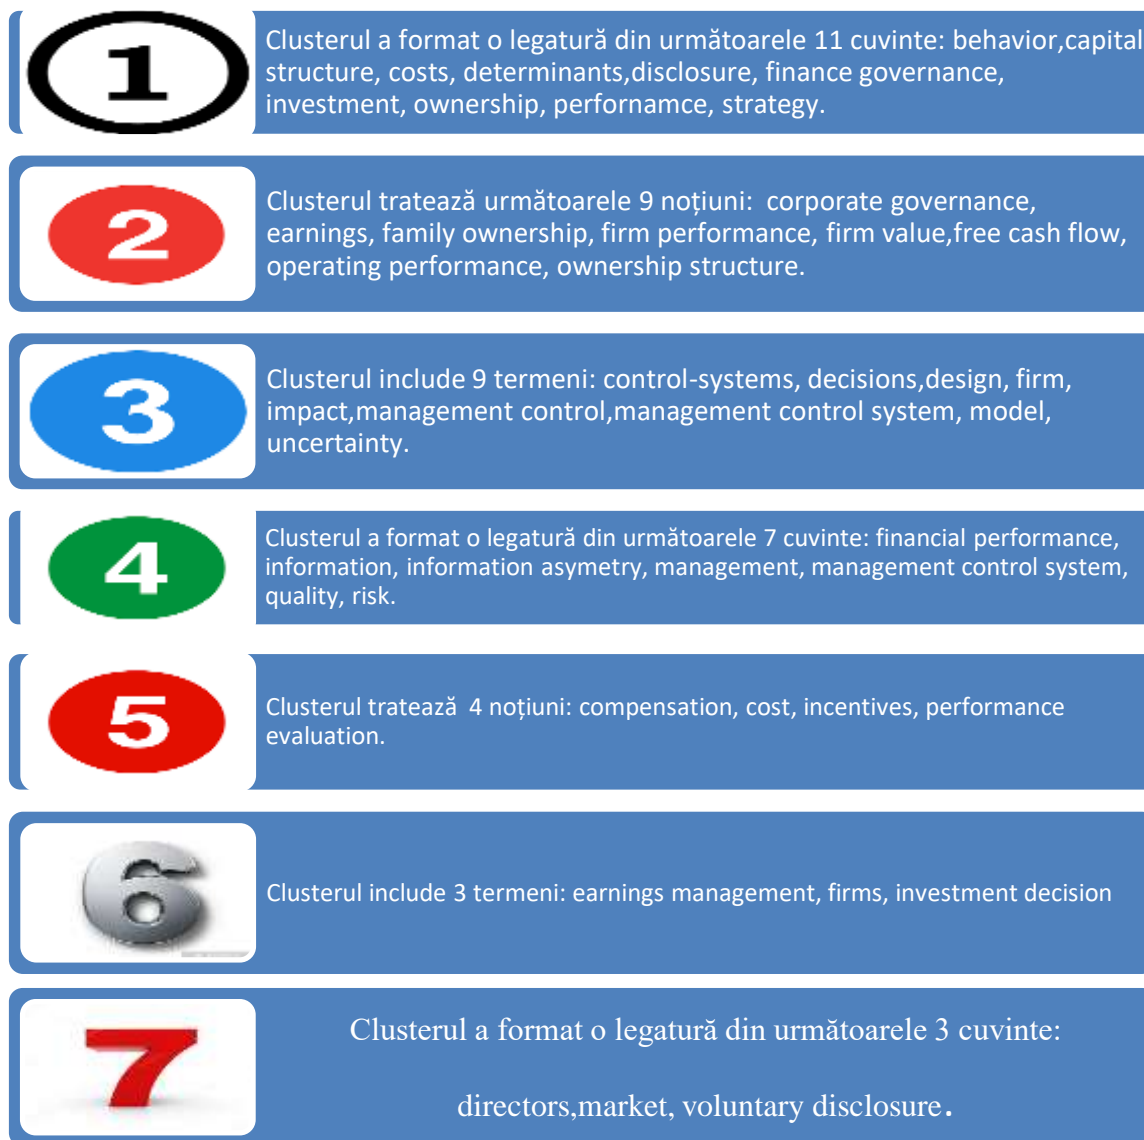 1
Clusterul a format o legatură din următoarele 11 cuvinte: behavior,capital
structure, costs, determinants,disclosure, finance governance,
investment, ownership, perfornamce, strategy.
2
Clusterul tratează următoarele 9 noțiuni:  corporate governance,
earnings, family ownership, firm performance, firm value,free cash flow,
operating performance, ownership structure.
3
Clusterul include 9 termeni: control-systems, decisions,design, firm,
impact,management control,management control system, model,
uncertainty.
4
Clusterul a format o legatură din următoarele 7 cuvinte: financial performance,
information, information asymetry, management, management control system,
quality, risk.
5
Clusterul tratează  4 noțiuni: compensation, cost, incentives, performance
evaluation.
6
Clusterul include 3 termeni: earnings management, firms, investment decision
7
Clusterul a format o legatură din următoarele 3 cuvinte:
directors,market, voluntary disclosure.